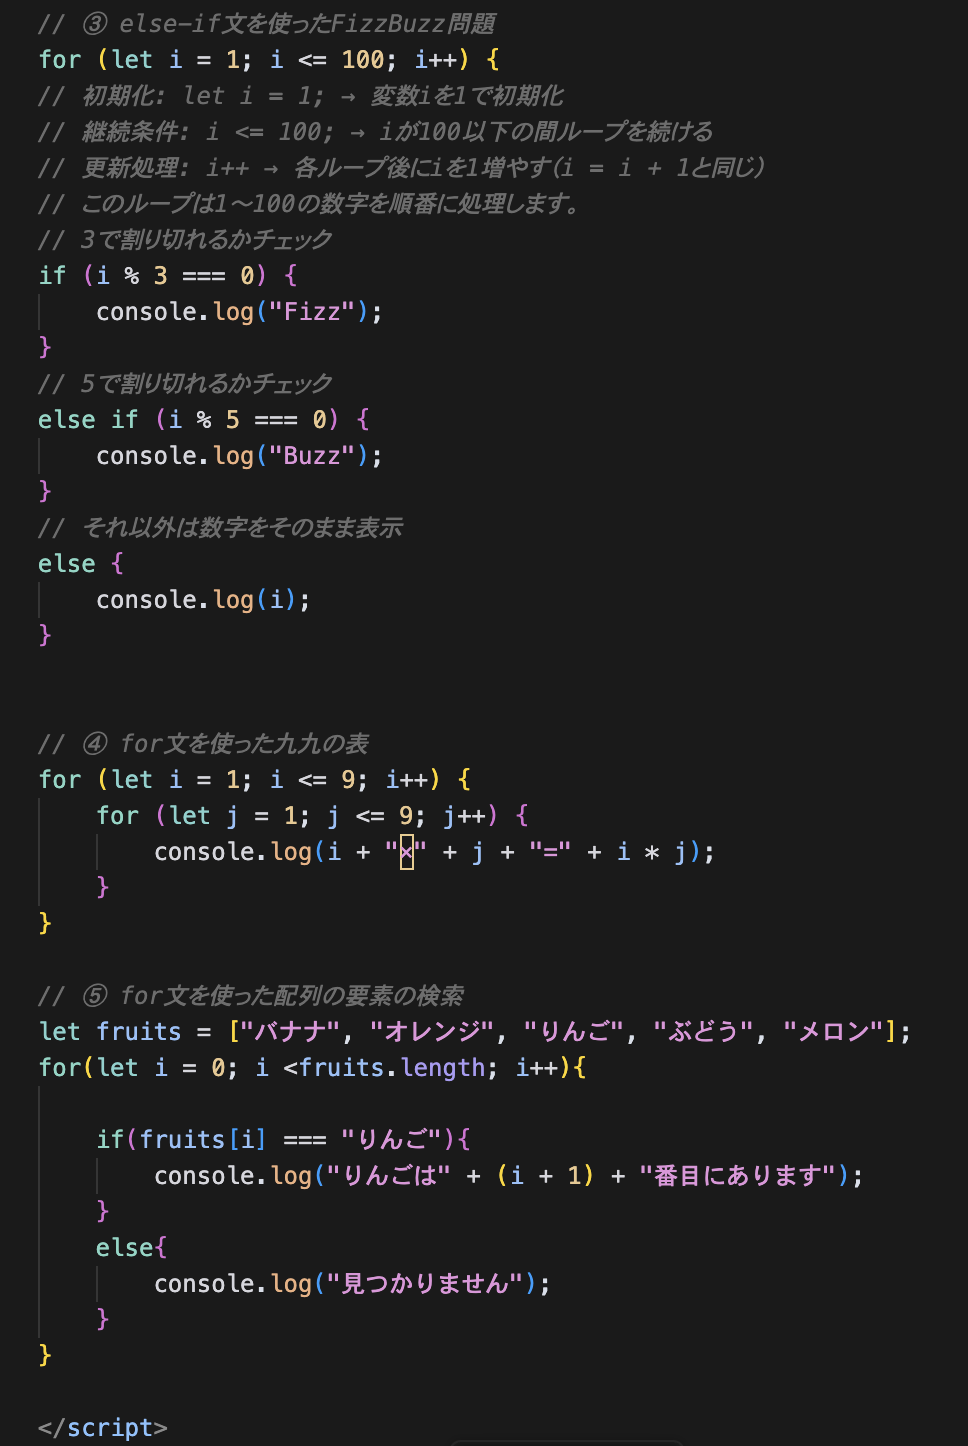 // ③ else-if文を使ったFizzBuzz問題
for (let i = 1; i <= 100; i++) {
// 初期化: let i = 1; → 変数iを1で初期化
// 継続条件: i <= 100; → iが100以下の間ループを続ける
// 更新処理: i++ → 各ループ後にiを1増やす（i = i + 1と同じ）
// このループは1〜100の数字を順番に処理します。
// 3で割り切れるかチェック
if (i % 3 === 0) {
    console.log("Fizz");
}
// 5で割り切れるかチェック
else if (i % 5 === 0) {
    console.log("Buzz");
}
// それ以外は数字をそのまま表示
else {
    console.log(i);
}
// ④ for文を使った九九の表
for (let i = 1; i <= 9; i++) {
    for (let j = 1; j <= 9; j++) {
        console.log(i + "×" + j + "=" + i * j);
    }
}
// ⑤ for文を使った配列の要素の検索
let fruits = ["バナナ", "オレンジ", "りんご", "ぶどう", "メロン"];
for(let i = 0; i <fruits.length; i++){
    if(fruits[i] === "りんご"){
        console.log("りんごは" + (i + 1) + "番目にあります");
    }
    else{
        console.log("見つかりません");
    }
}
</script>